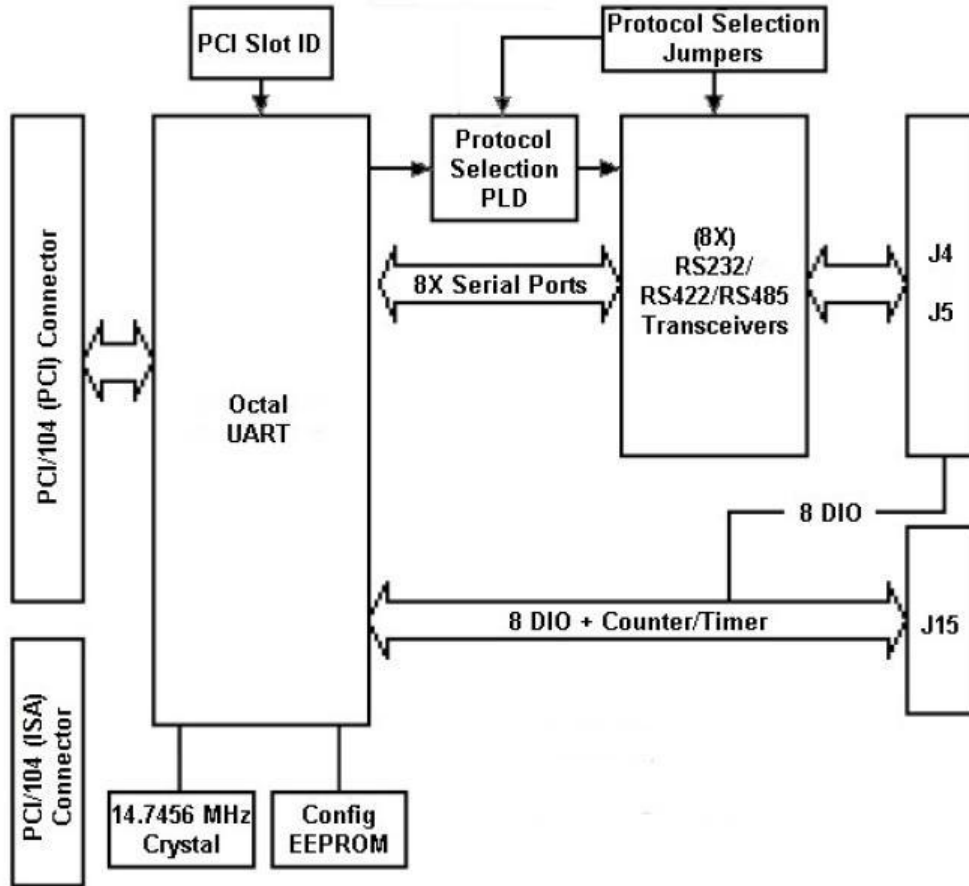 PCI Slot ID
Protocol Selection
Jumpers
Protocol
Selection
PLD
(8X)
RS232/
RS422/RS485
Transceivers
J4
J5
8X Serial Ports
PCI/104 (PCI) Connector
Octal
UART
8 DIO
8 DIO + Counter/Timer
J15
PCI/104 (ISA)
Connector
14.7456 MHz
Crystal
Config
EEPROM